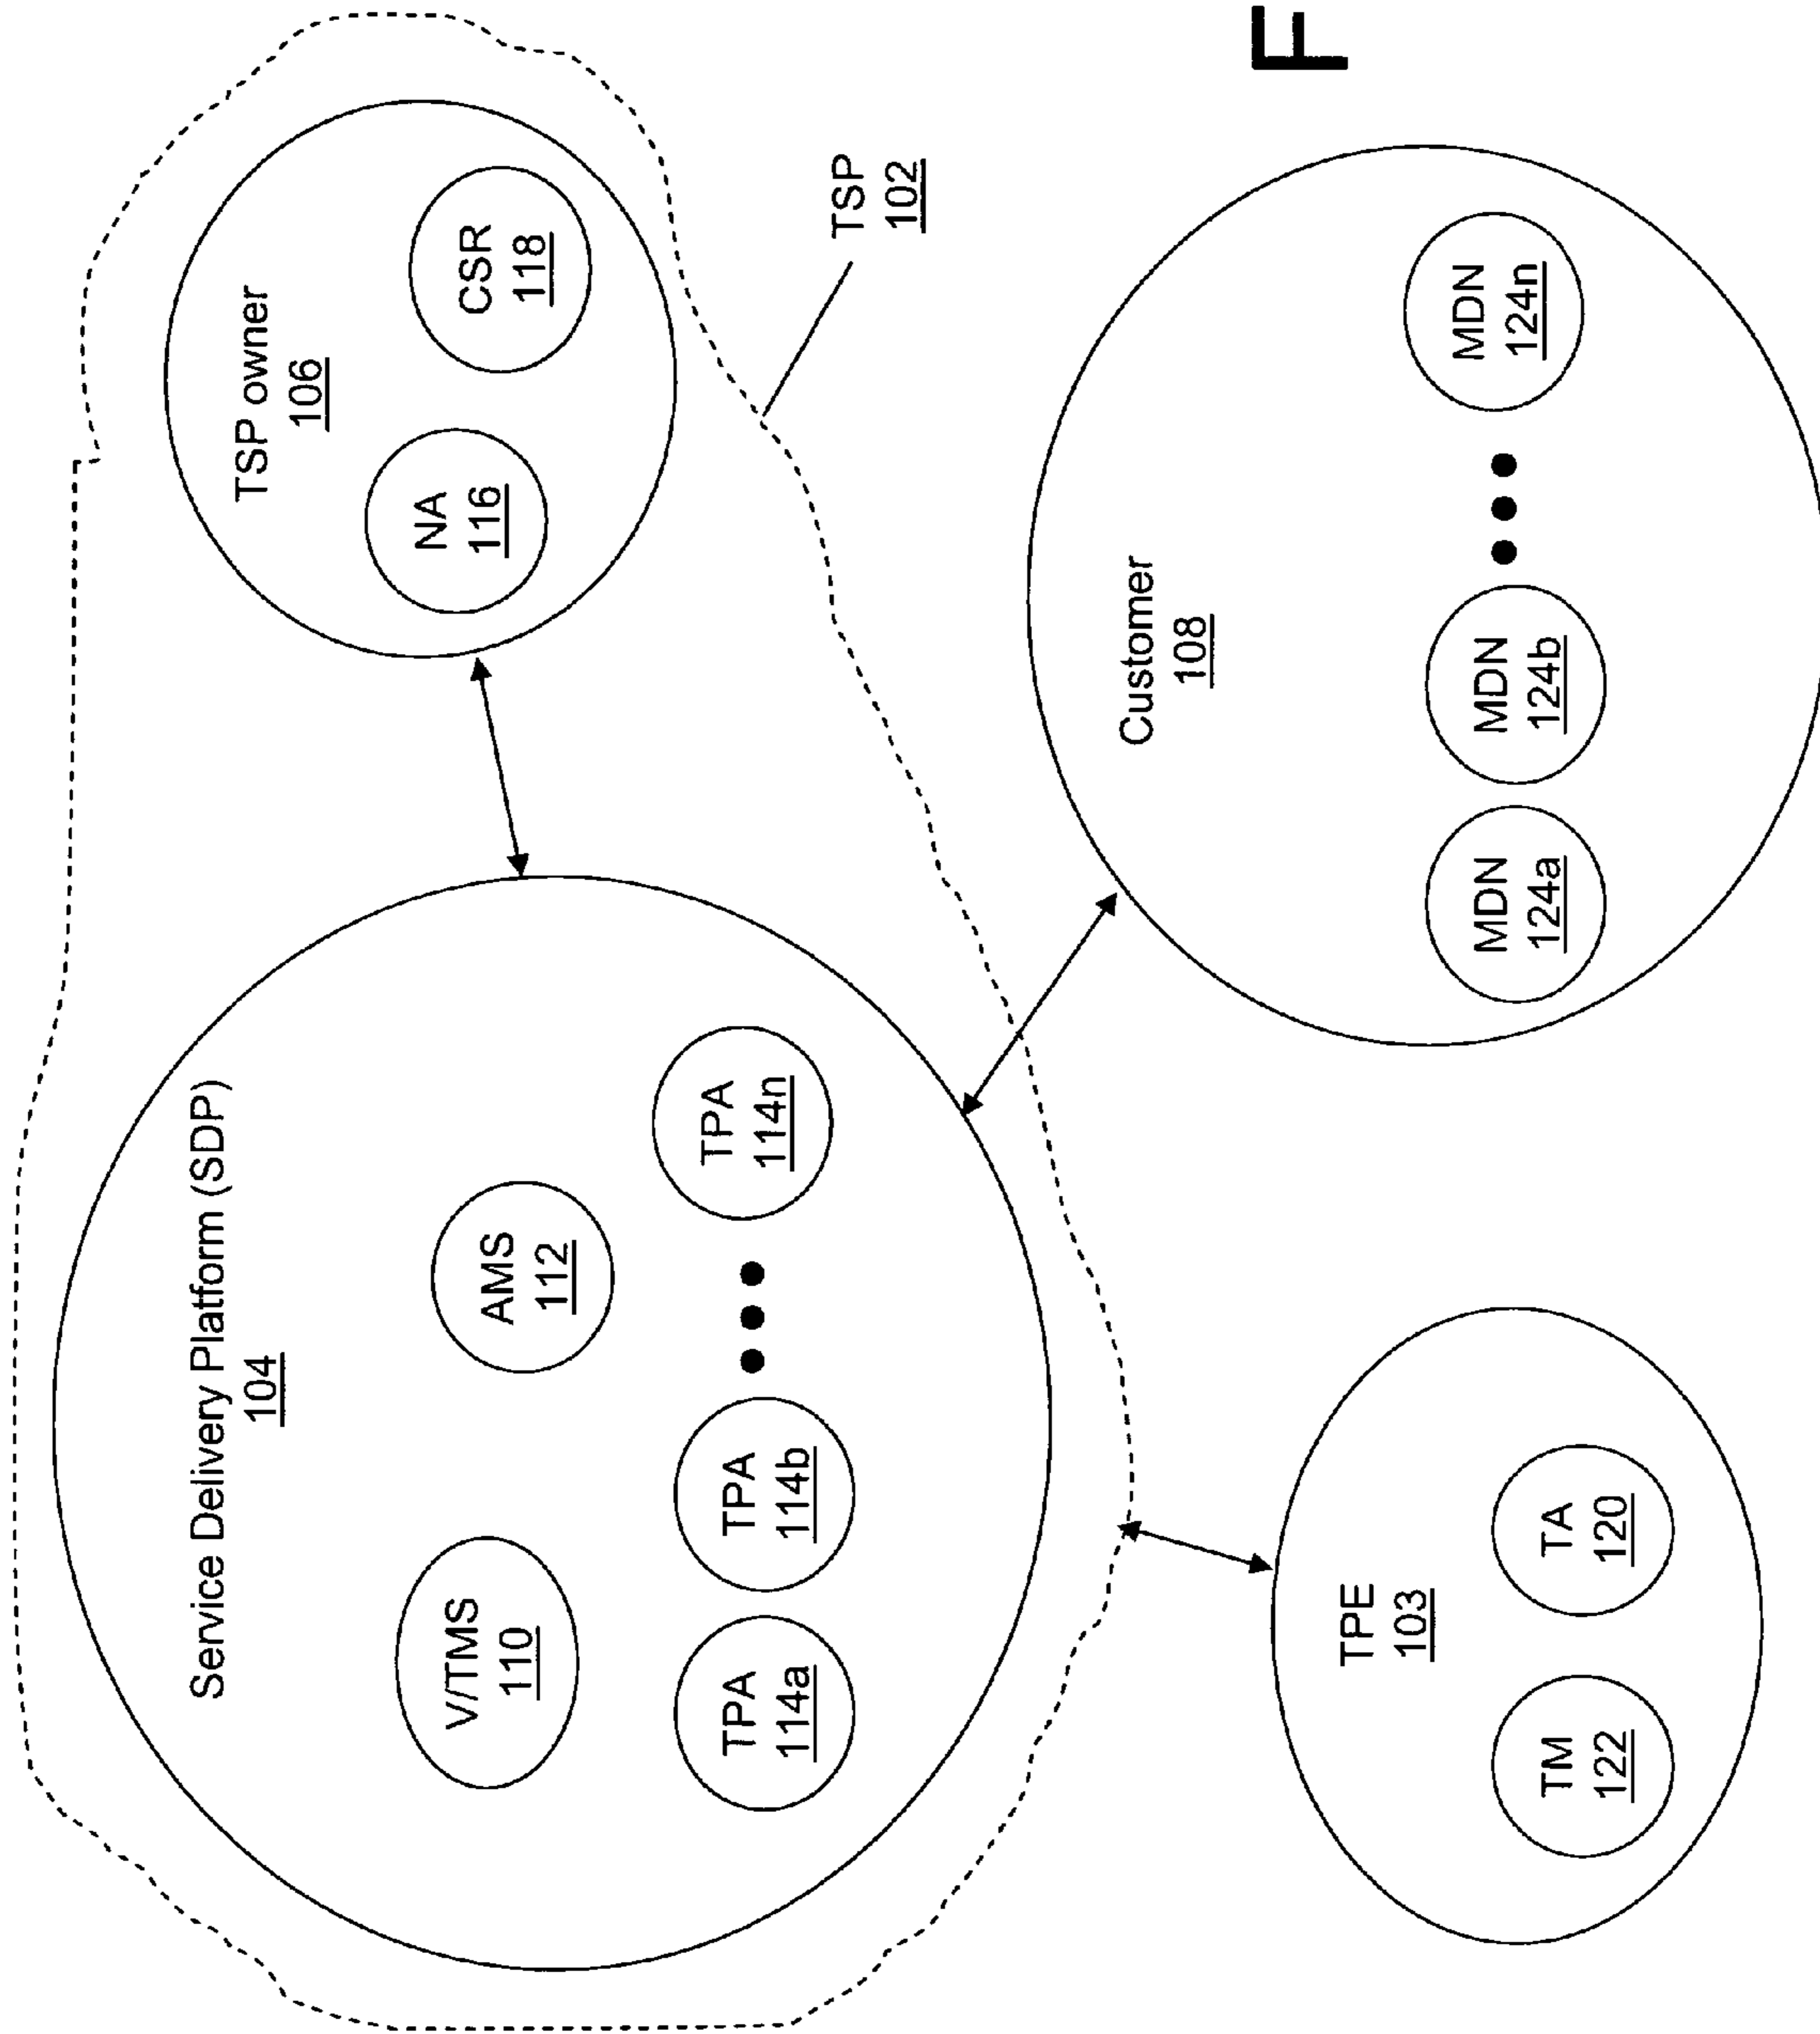 Service Delivery Platform (SDP)
104
V/TMS
110
AMS
112
TPA
114a
TPA
114b
TPA
114n
TSP owner
106
NA
116
CSR
118
TSP
102
TPE
103
TM
122
TA
120
Customer
108
MDN
124a
MDN
124b
MDN
124n
F